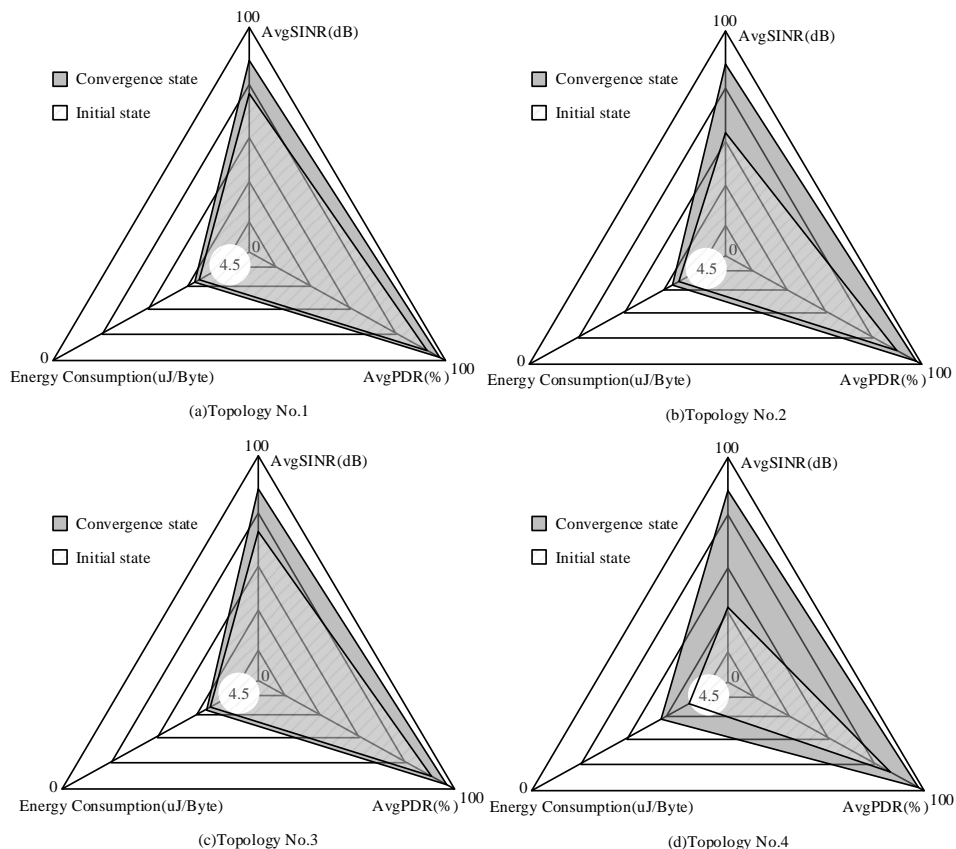 100
AvgSINR(dB)
Convergence state
Initial state
0
4.5
0
100
Energy Consumption(uJ/Byte)
AvgPDR(%)
(a)Topology No.1
100
AvgSINR(dB)
Convergence state
Initial state
0
4.5
0
100
Energy Consumption(uJ/Byte)
AvgPDR(%)
(b)Topology No.2
100
AvgSINR(dB)
Convergence state
Initial state
0
4.5
0
100
Energy Consumption(uJ/Byte)
AvgPDR(%)
(c)Topology No.3
100
AvgSINR(dB)
Convergence state
Initial state
0
4.5
0
100
Energy Consumption(uJ/Byte)
AvgPDR(%)
(d)Topology No.4